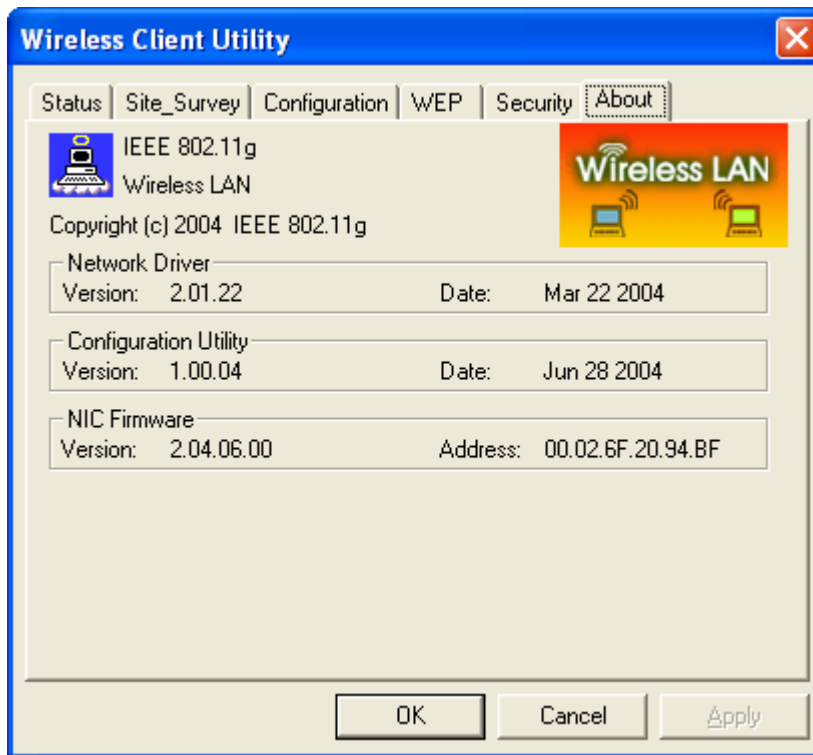 Wireless Client Utility
Status Site_Survey Configuration WEP Security About
IEEE 802.11g
Wireless LAN
Wireless LAN
Copyright (c) 2004 IEEE 802.11g
Network Driver
Version: 2.01.22 Date: Mar 22 2004
Configuration Utility
Version: 1.00.04 Date: Jun 28 2004
NIC Firmware
Version: 2.04.06.00 Address: 00.02.6F.20.94.BF
OK Cancel Apply